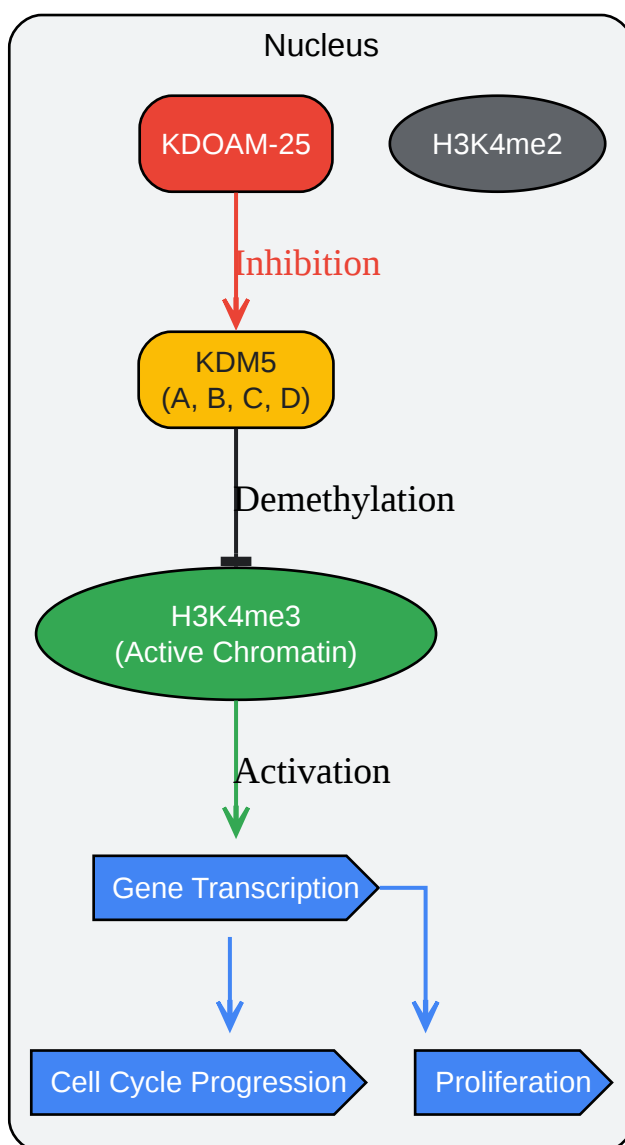 Nucleus
KDOAM-25
H3K4me2
Inhibition
KDM5
(A, B, C, D)
Demethylation
H3K4me3
(Active Chromatin)
Activation
Gene Transcription
Cell Cycle Progression
Proliferation